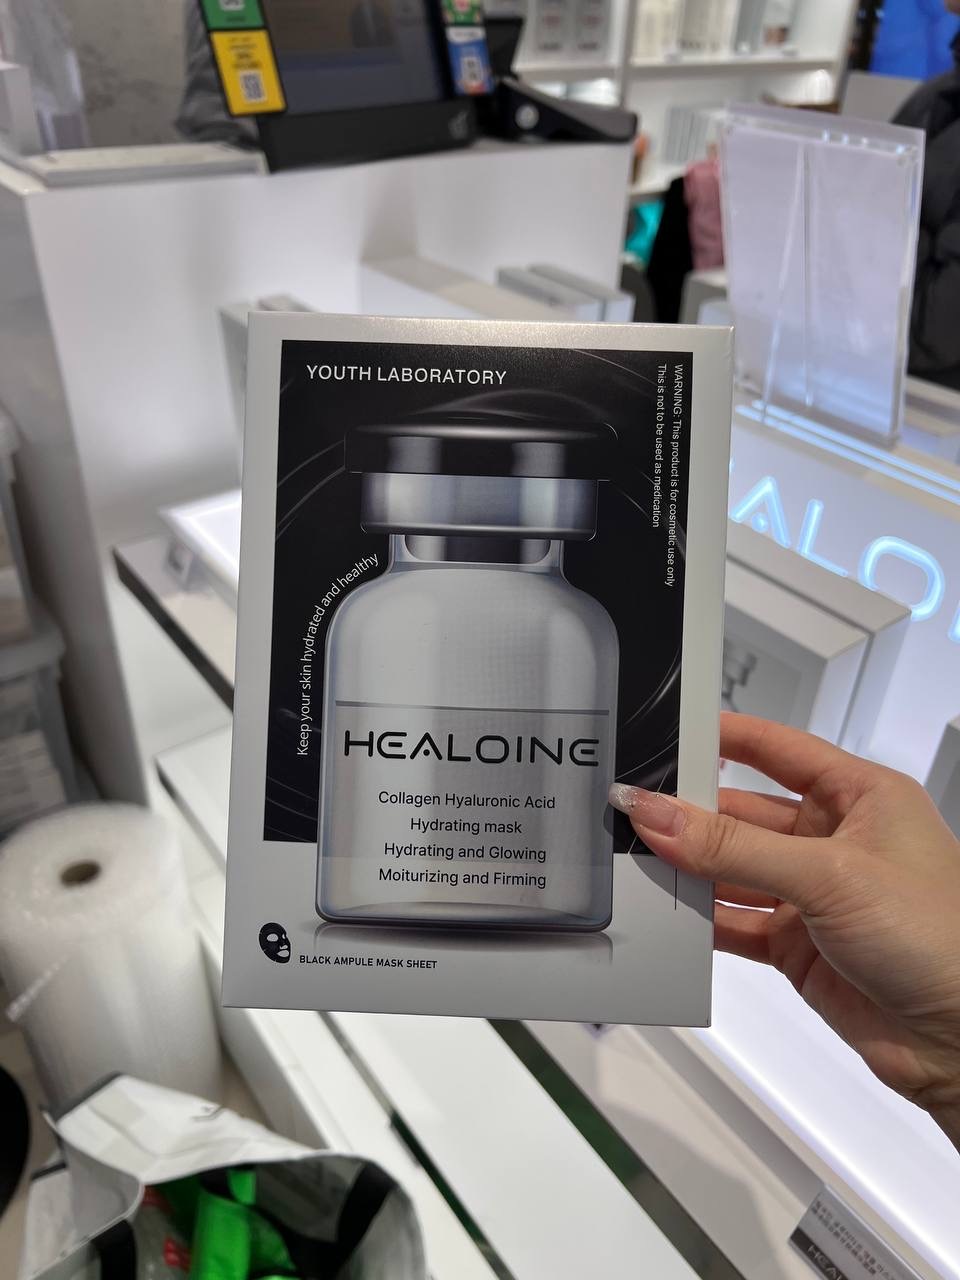 YOUTH LABORATORY
WARNING: This product is for cosmetic use only
This is not to be used as medication
Keep your skin hydrated and healthy
HEALOINE
Collagen Hyaluronic Acid
Hydrating mask
Hydrating and Glowing
Moiturizing and Firming
BLACK AMPULE MASK SHEET
ALO